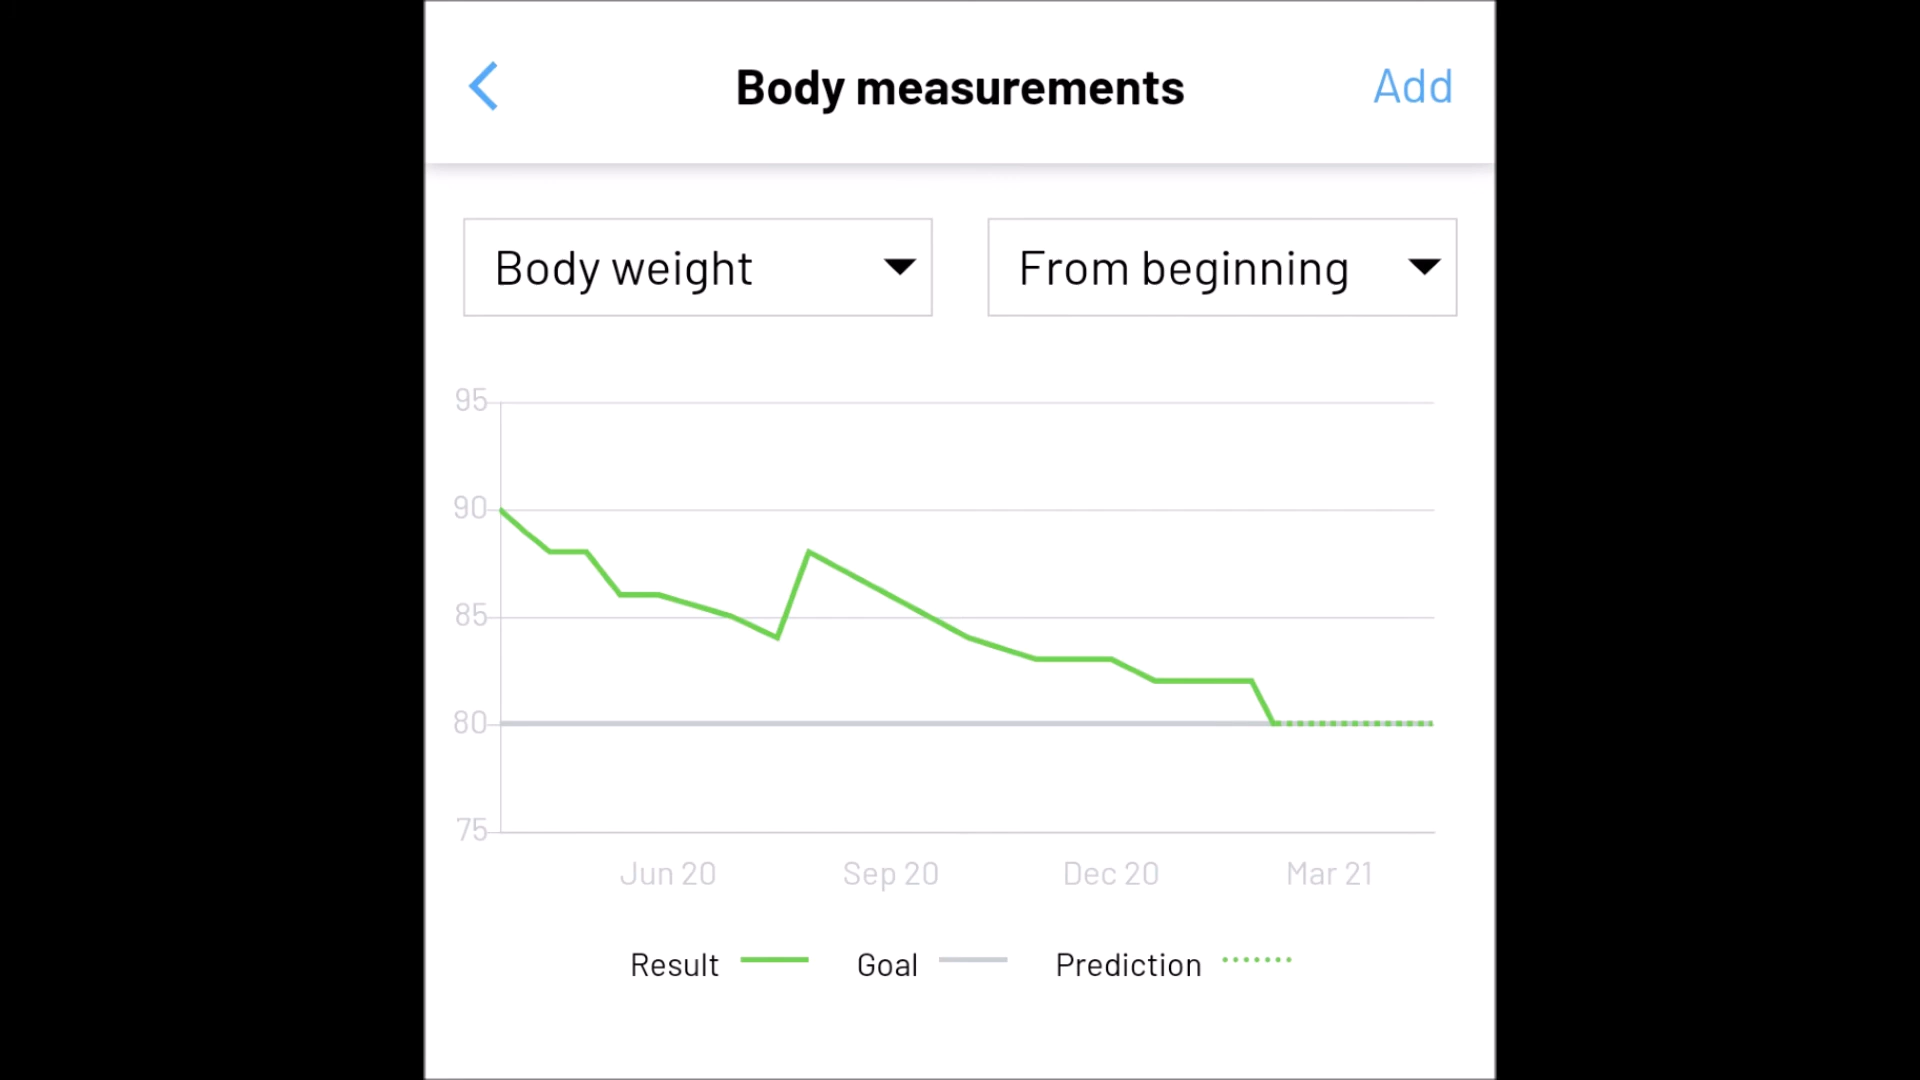 Body measurements
Add
Body weight
From beginning
95
90
85
80
75
Jun 20
Sep 20
Dec 20
Mar 21
Result
Goal
Prediction